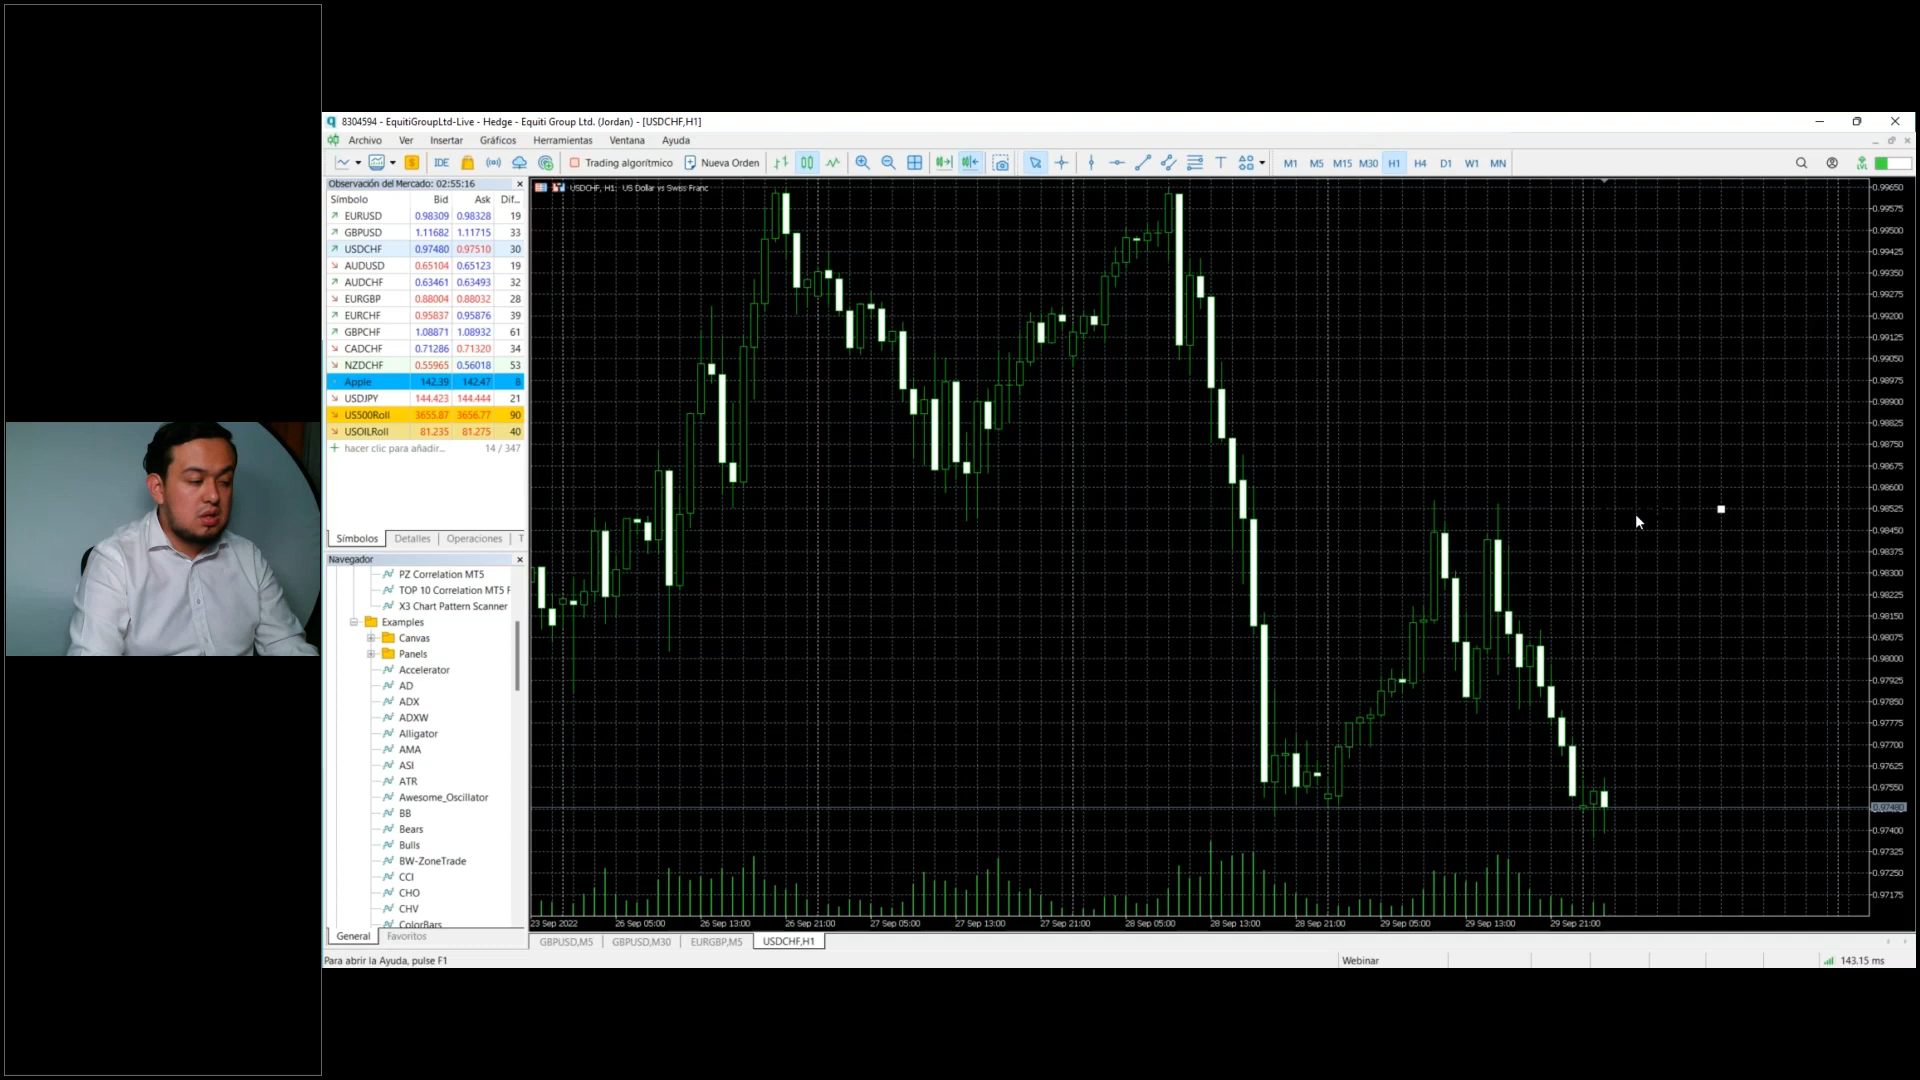 8304594 - EquitiGroupLtd-Live - Hedge - Equiti Group Ltd. (Jordan) - [USDCHF,H1]
Archivo Ver Insertar Gráficos Herramientas Ventana Ayuda
IDE Trading algorítmico Nueva Orden M1 M5 M15 M30 H1 H4 D1 W1 MN
Observación del Mercado: 02:55:16
Símbolo Bid Ask Dif...
EURUSD 0.98309 0.98328 19
GBPUSD 1.11682 1.11715 33
USDCHF 0.97480 0.97510 30
AUDUSD 0.65104 0.65123 19
AUDCHF 0.63461 0.63493 32
EURGBP 0.88004 0.88032 28
EURCHF 0.95837 0.95876 39
GBPCHF 1.08871 1.08932 61
CADCHF 0.71286 0.71320 34
NZDCHF 0.55965 0.56018 53
Apple 142.39 142.47 8
USDJPY 144.423 144.444 21
US500Roll 3655.87 3656.77 90
USOILRoll 81.235 81.275 40
hacer clic para añadir... 14 / 347
Símbolos Detalles Operaciones T
Navegador
PZ Correlation MT5
TOP 10 Correlation MT5 F
X3 Chart Pattern Scanner
Examples
Canvas
Panels
Accelerator
AD
ADX
ADXW
Alligator
AMA
ASI
ATR
Awesome_Oscillator
BB
Bears
Bulls
BW-ZoneTrade
CCI
CHO
CHV
ColorBars
General Favoritos
USDCHF, H1: US Dollar vs Swiss Franc
0.99650
0.99575
0.99500
0.99425
0.99350
0.99275
0.99200
0.99125
0.99050
0.98975
0.98900
0.98825
0.98750
0.98675
0.98600
0.98525
0.98450
0.98375
0.98300
0.98225
0.98150
0.98075
0.98000
0.97925
0.97850
0.97775
0.97700
0.97625
0.97550
0.97480
0.97400
0.97325
0.97250
0.97175
23 Sep 2022 26 Sep 05:00 26 Sep 13:00 26 Sep 21:00 27 Sep 05:00 27 Sep 13:00 27 Sep 21:00 28 Sep 05:00 28 Sep 13:00 28 Sep 21:00 29 Sep 05:00 29 Sep 13:00 29 Sep 21:00
GBPUSD,M5 GBPUSD,M30 EURGBP,M5 USDCHF,H1
Para abrir la Ayuda, pulse F1 Webinar 143.15 ms